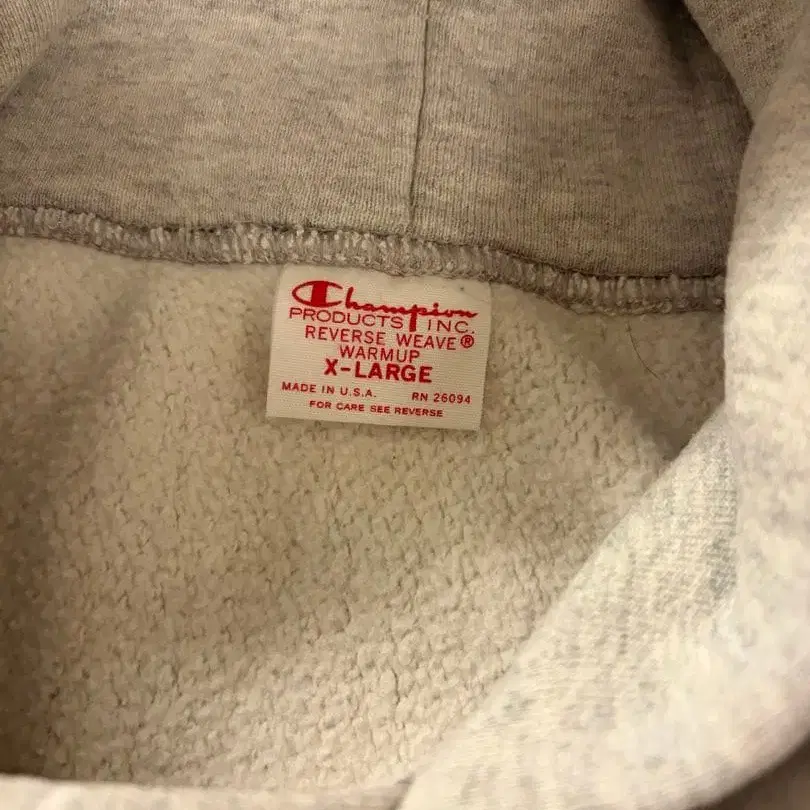 Champion
PRODUCTS INC.
REVERSE WEAVE®
WARMUP
X-LARGE
MADE IN U.S.A. RN 26094
FOR CARE SEE REVERSE